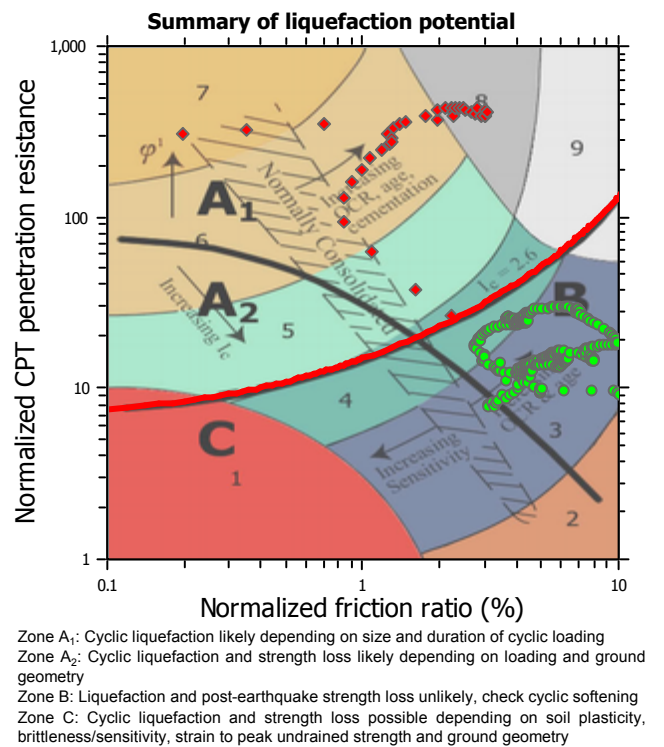 Summary of liquefaction potential
Normalized CPT penetration resistance
1,000
100
10
1
7
8
9
φ'
A1
Increasing
OCR, age,
cementation
Normally Consolidated
6
A2
Increasing Ic
5
Ic = 2.6
B
4
OCR & age
3
C
1
Increasing
Sensitivity
2
0.1
1
10
Normalized friction ratio (%)
Zone A1: Cyclic liquefaction likely depending on size and duration of cyclic loading
Zone A2: Cyclic liquefaction and strength loss likely depending on loading and ground
geometry
Zone B: Liquefaction and post-earthquake strength loss unlikely, check cyclic softening
Zone C: Cyclic liquefaction and strength loss possible depending on soil plasticity,
brittleness/sensitivity, strain to peak undrained strength and ground geometry